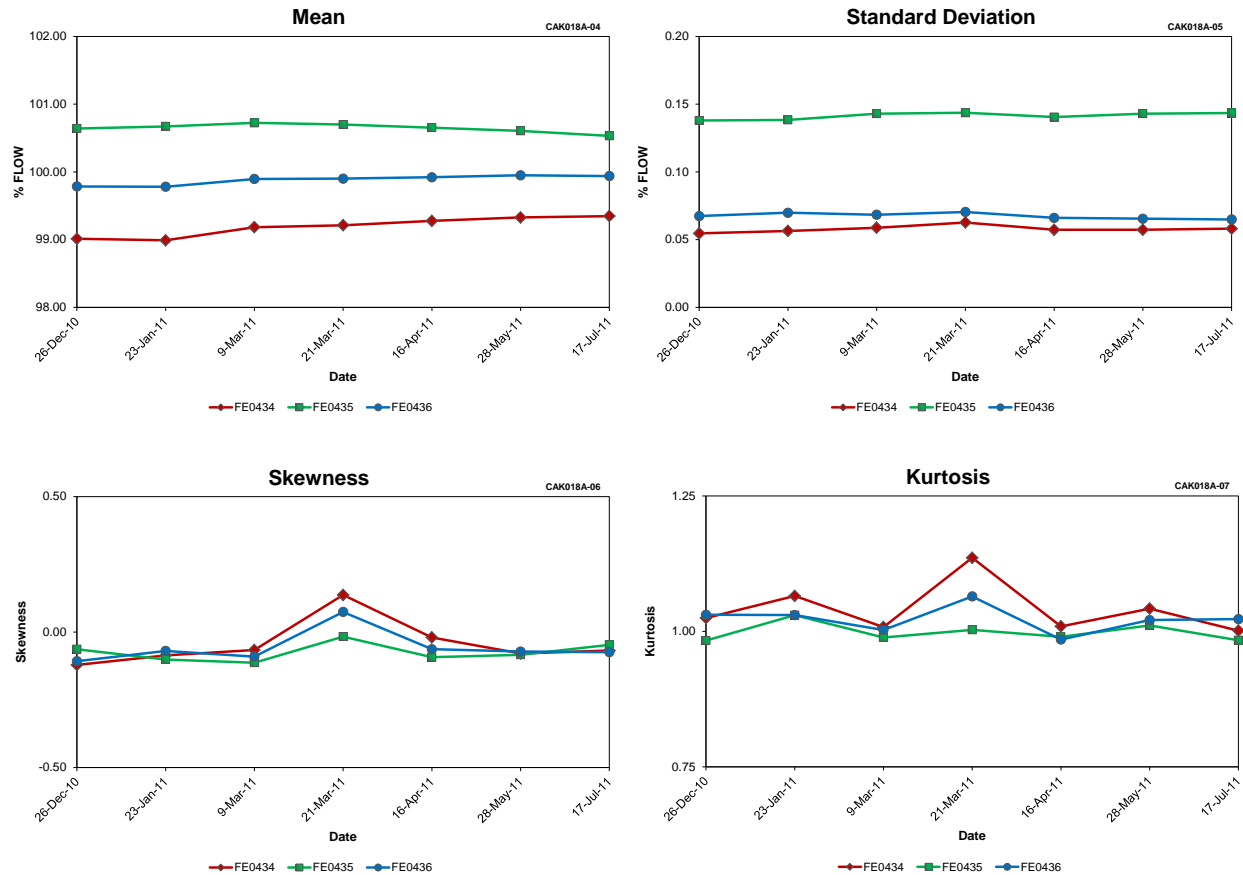 Mean
CAK018A-04
102.00
101.00
100.00
99.00
98.00
% FLOW
26-Dec-10
23-Jan-11
9-Mar-11
21-Mar-11
16-Apr-11
28-May-11
17-Jul-11
Date
FE0434 FE0435 FE0436
Standard Deviation
CAK018A-05
0.20
0.15
0.10
0.05
0.00
% FLOW
26-Dec-10
23-Jan-11
9-Mar-11
21-Mar-11
16-Apr-11
28-May-11
17-Jul-11
Date
FE0434 FE0435 FE0436
Skewness
CAK018A-06
0.50
0.00
-0.50
Skewness
26-Dec-10
23-Jan-11
9-Mar-11
21-Mar-11
16-Apr-11
28-May-11
17-Jul-11
Date
FE0434 FE0435 FE0436
Kurtosis
CAK018A-07
1.25
1.00
0.75
Kurtosis
26-Dec-10
23-Jan-11
9-Mar-11
21-Mar-11
16-Apr-11
28-May-11
17-Jul-11
Date
FE0434 FE0435 FE0436